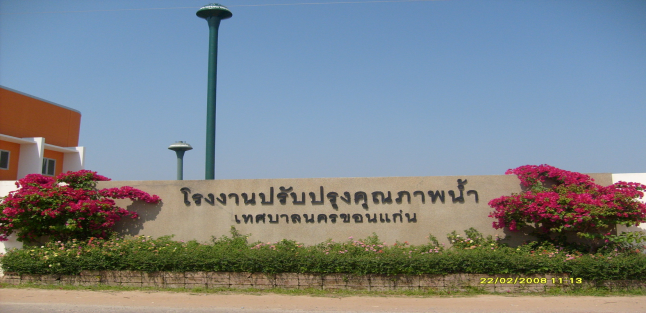 โรงงานปรับปรุงคุณภาพน้ำ
เทศบาลนครขอนแก่น
22/02/2008 11:13